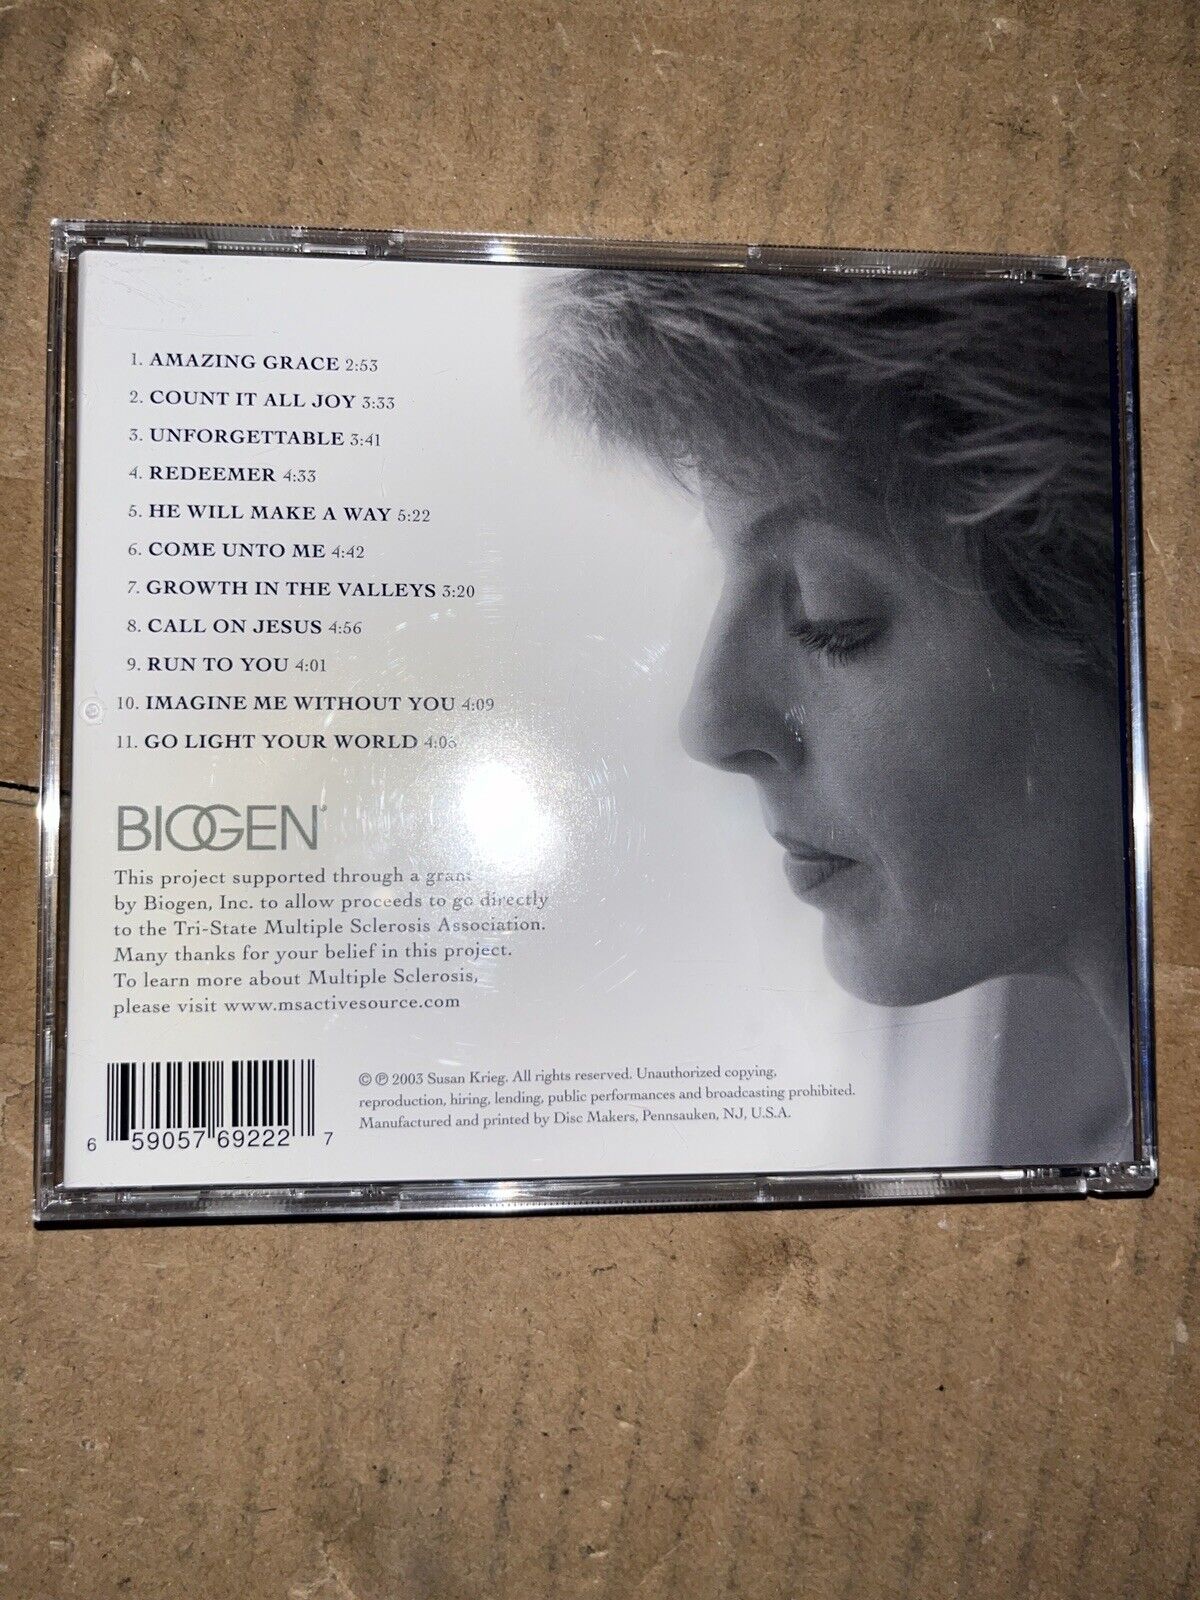 1. AMAZING GRACE 2:53
2. COUNT IT ALL JOY 3:33
3. UNFORGETTABLE 3:41
4. REDEEMER 4:33
5. HE WILL MAKE A WAY 5:22
6. COME UNTO ME 4:42
7. GROWTH IN THE VALLEYS 3:20
8. CALL ON JESUS 4:56
9. RUN TO YOU 4:01
10. IMAGINE ME WITHOUT YOU 4:09
11. GO LIGHT YOUR WORLD
BIOGEN®
This project supported through a grant
by Biogen, Inc. to allow proceeds to go directly
to the Tri-State Multiple Sclerosis Association.
Many thanks for your belief in this project.
To learn more about Multiple Sclerosis,
please visit www.msactivesource.com
6 59057 69222 7
© ℗ 2003 Susan Krieg. All rights reserved. Unauthorized copying,
reproduction, hiring, lending, public performances and broadcasting prohibited.
Manufactured and printed by Disc Makers, Pennsauken, NJ, U.S.A.